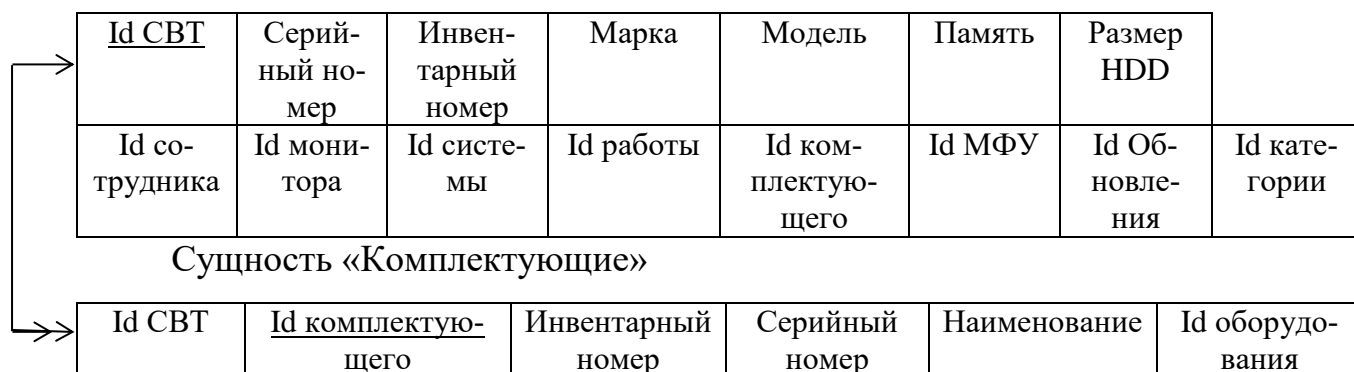 Id СВТ Серий- Инвен- Марка Модель Память Размер
ный но- тарный HDD
мер номер
Id со- Id мони- Id систе- Id работы Id ком- Id МФУ Id Об- Id кате-
трудника тора мы плектую- новле- гории
щего ния
Сущность «Комплектующие»
Id СВТ Id комплектую- Инвентарный Серийный Наименование Id оборудо-
щего номер номер вания